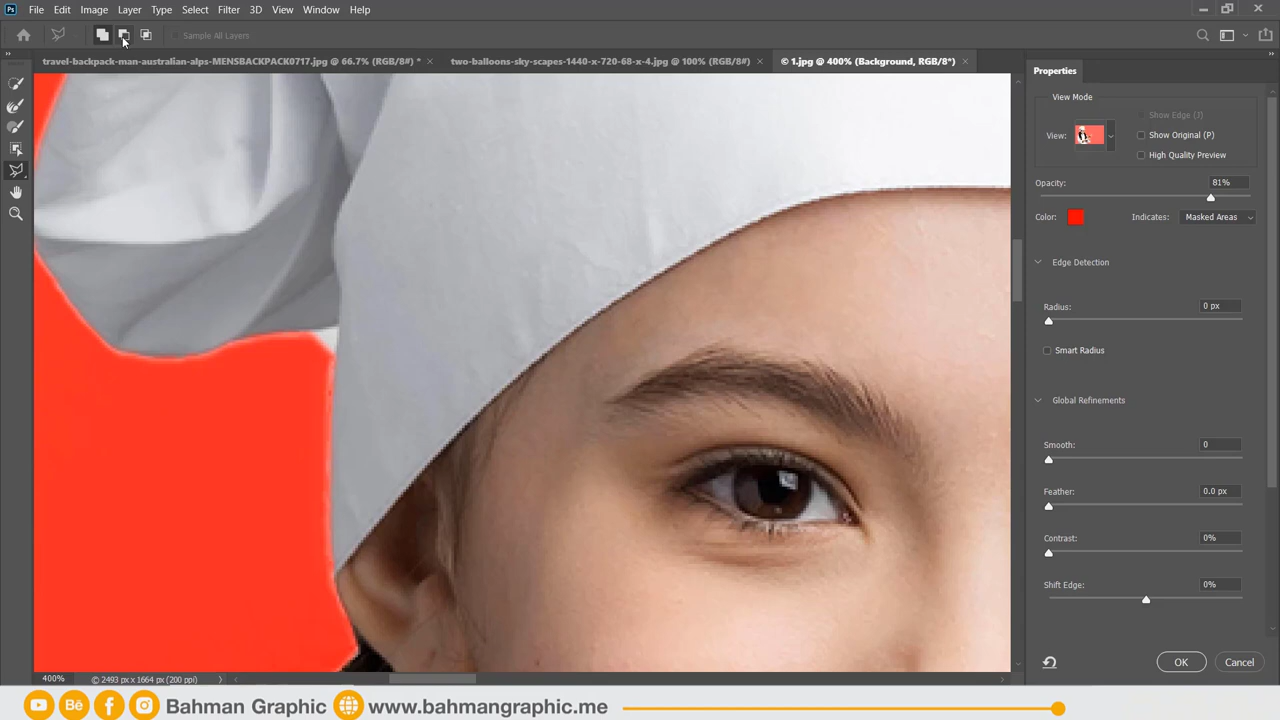 Ps File Edit Image Layer Type Select Filter 3D View Window Help
Sample All Layers
travel-backpack-man-australian-alps-MENSBACKPACK0717.jpg @ 66.7% (RGB/8#) * × two-balloons-sky-scapes-1440-x-720-68-x-4.jpg @ 100% (RGB/8#) × © 1.jpg @ 400% (Background, RGB/8*) ×
Properties
View Mode
Show Edge (J)
View:
Show Original (P)
High Quality Preview
Opacity: 81%
Color: Indicates: Masked Areas
Edge Detection
Radius: 0 px
Smart Radius
Global Refinements
Smooth: 0
Feather: 0.0 px
Contrast: 0%
Shift Edge: 0%
OK Cancel
400% © 2493 px x 1664 px (200 ppi)
Bē f Bahman Graphic www.bahmangraphic.me